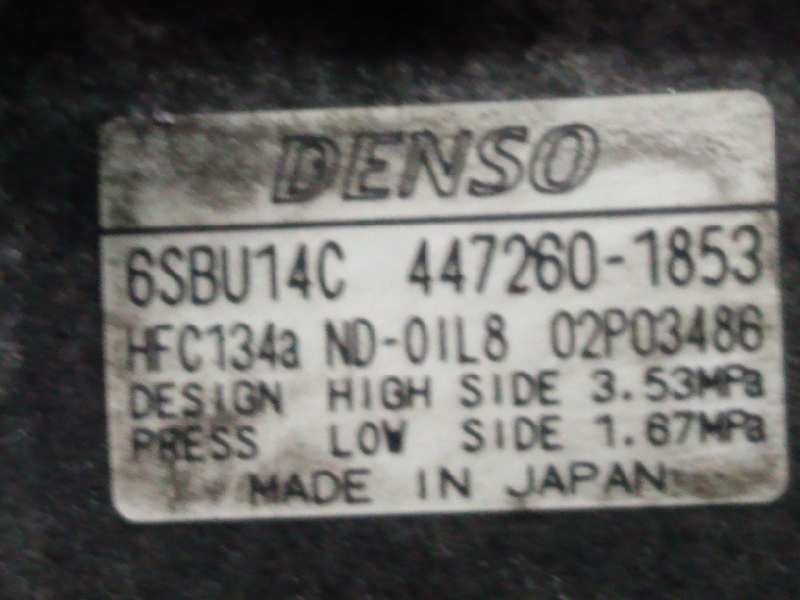 DENSO
6SBU14C 447260-1853
HFC134a ND-OIL8 02P03486
DESIGN HIGH SIDE 3.53MPa
PRESS LOW SIDE 1.67MPa
MADE IN JAPAN